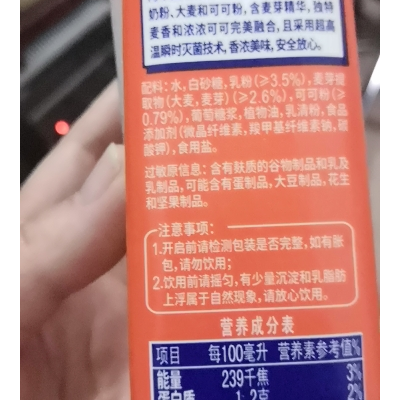 奶粉、大麦和可可粉,含麦芽精华,独特
麦香和浓浓可可完美融合,且采用超高
温瞬时灭菌技术,香浓美味,安全放心。
配料:水,白砂糖,乳粉(≥3.5%),麦芽提
取物(大麦,麦芽)(≥2.6%),可可粉(≥
0.79%),葡萄糖浆,植物油,乳清粉,食品
添加剂(微晶纤维素,羧甲基纤维素钠,碳
酸钾),食用盐。
过敏原信息:含有麸质的谷物制品和乳及
乳制品,可能含有蛋制品,大豆制品,花生
和坚果制品。
注意事项:
1.开启前请检测包装是否完整,如有胀
包,请勿饮用;
2.饮用前请摇匀,有少量沉淀和乳脂肪
上浮属于自然现象,请放心饮用。
营养成分表
项目 每100毫升 营养素参考值%
能量 239千焦 3%
蛋白质 1.2克 2%